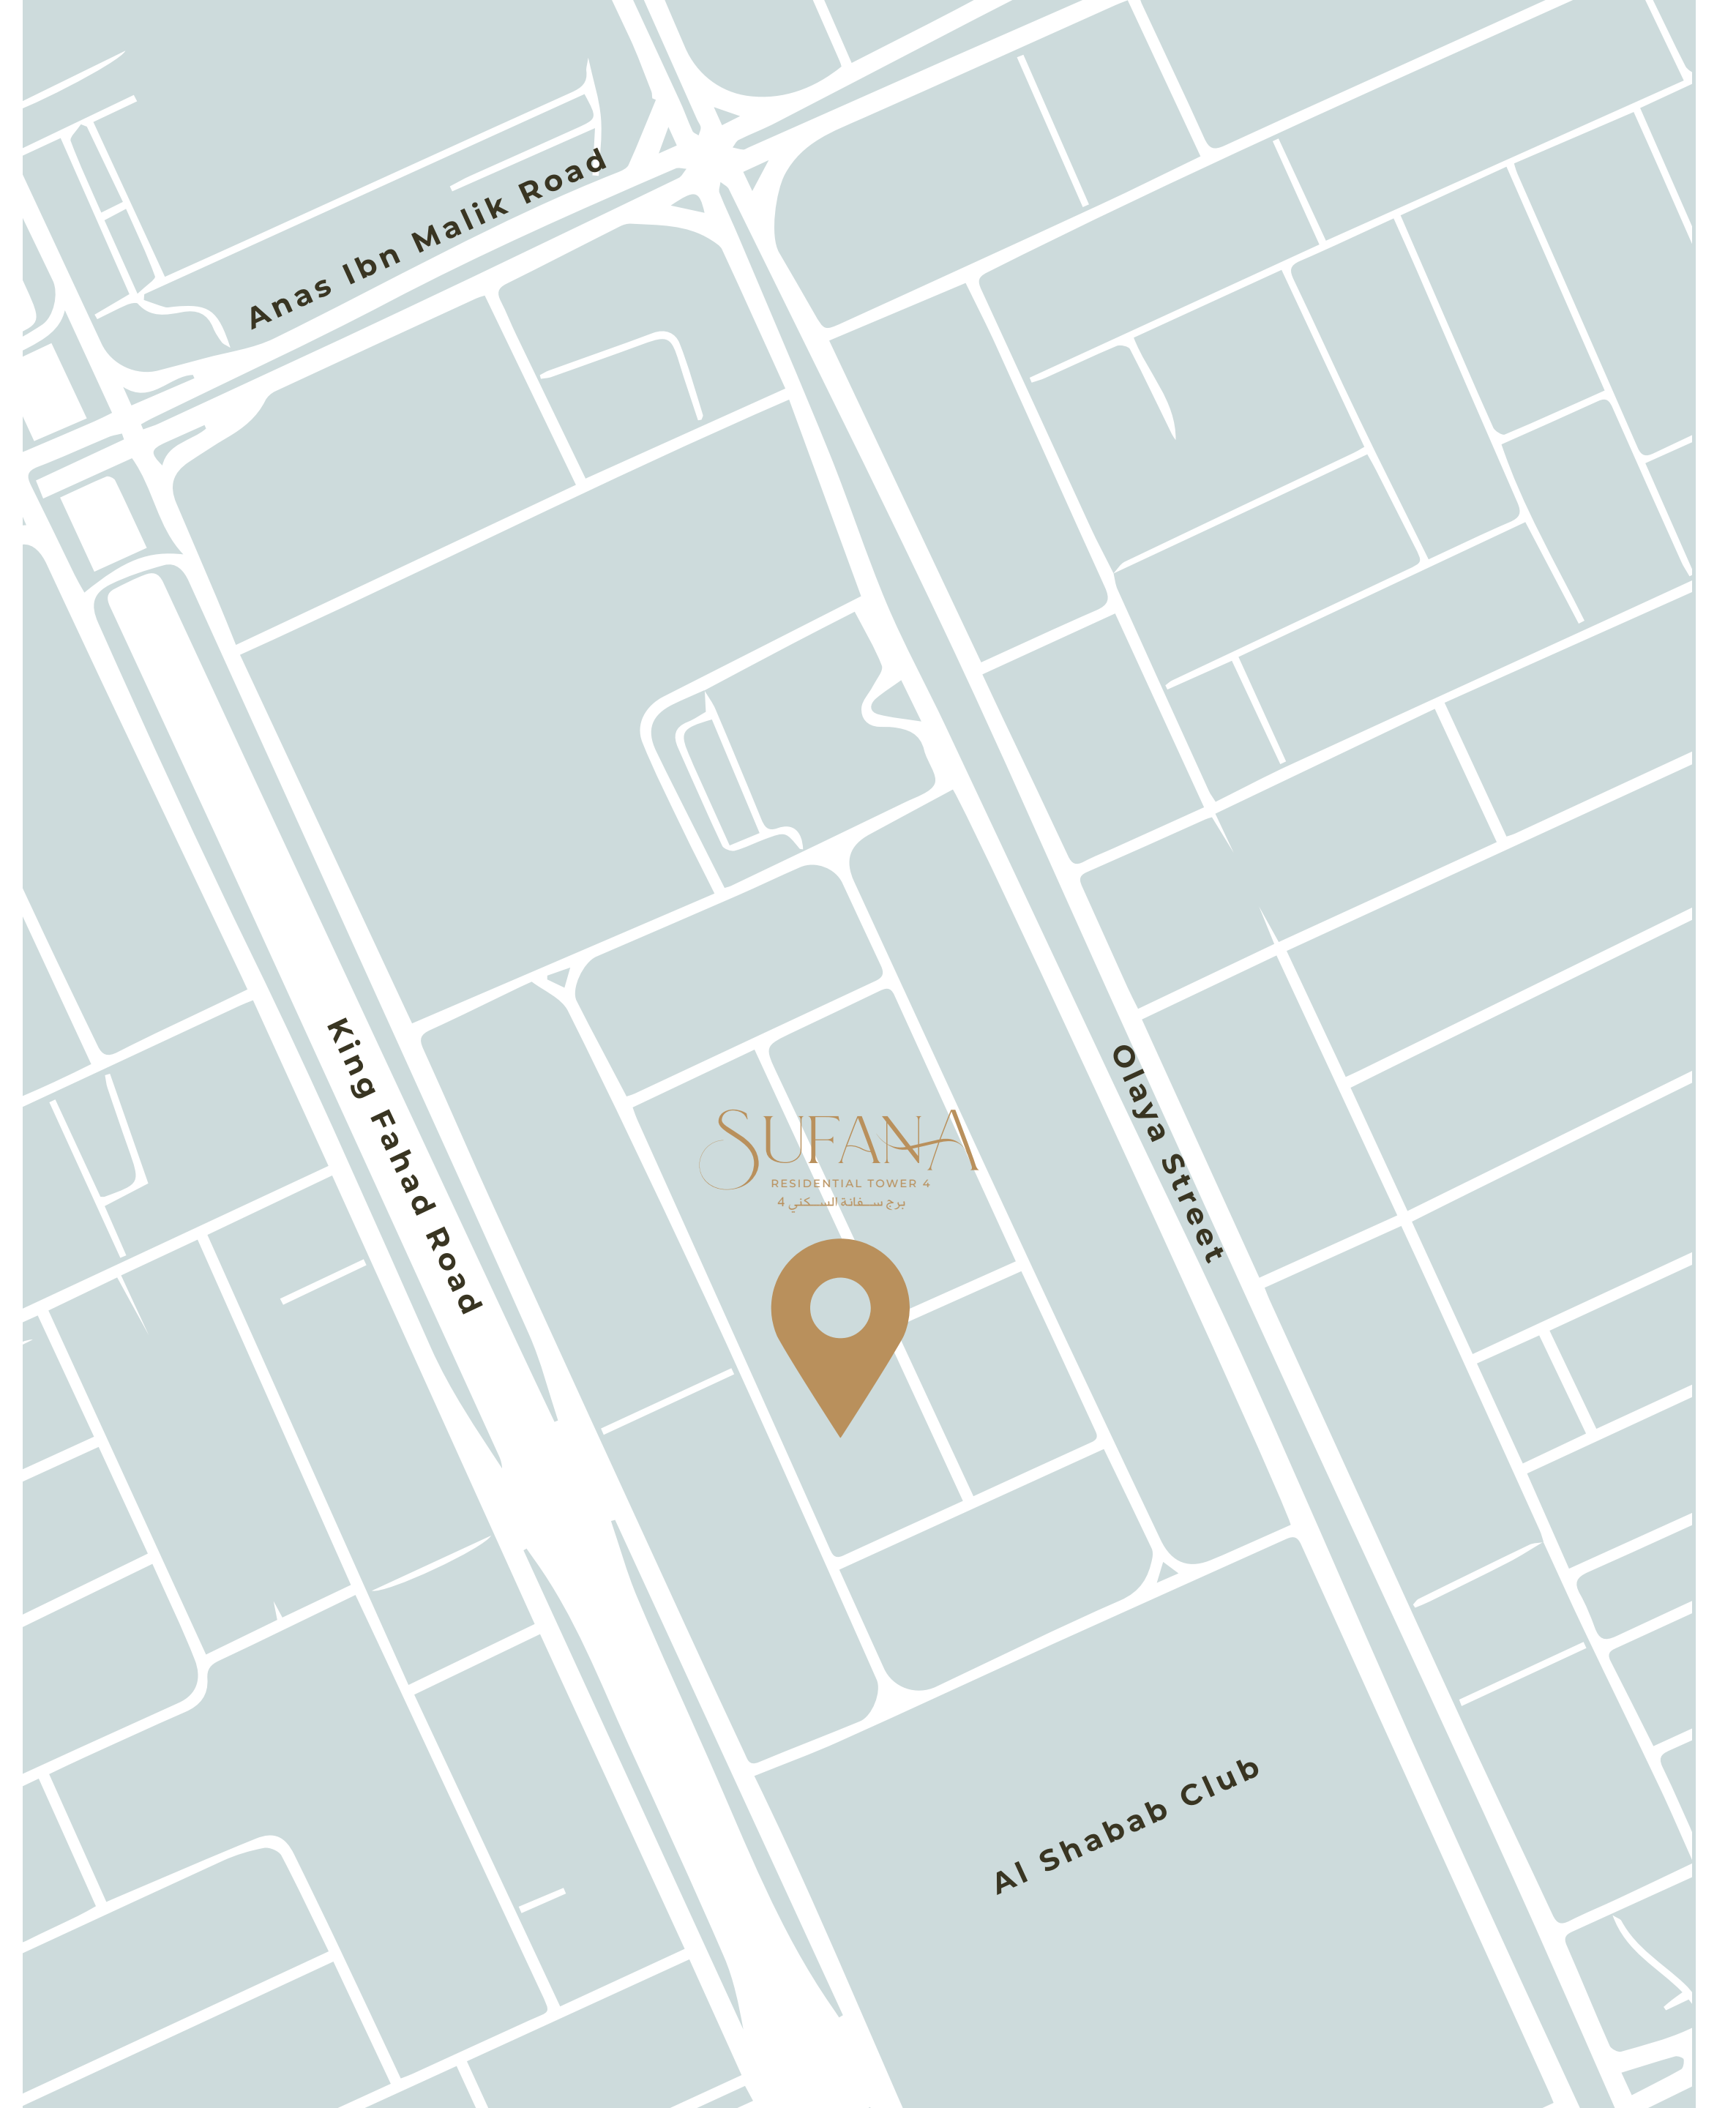 Anas Ibn Malik Road
King Fahad Road
Olaya Street
SUFANA
RESIDENTIAL TOWER 4
برج سفانة السكني 4
Al Shabab Club